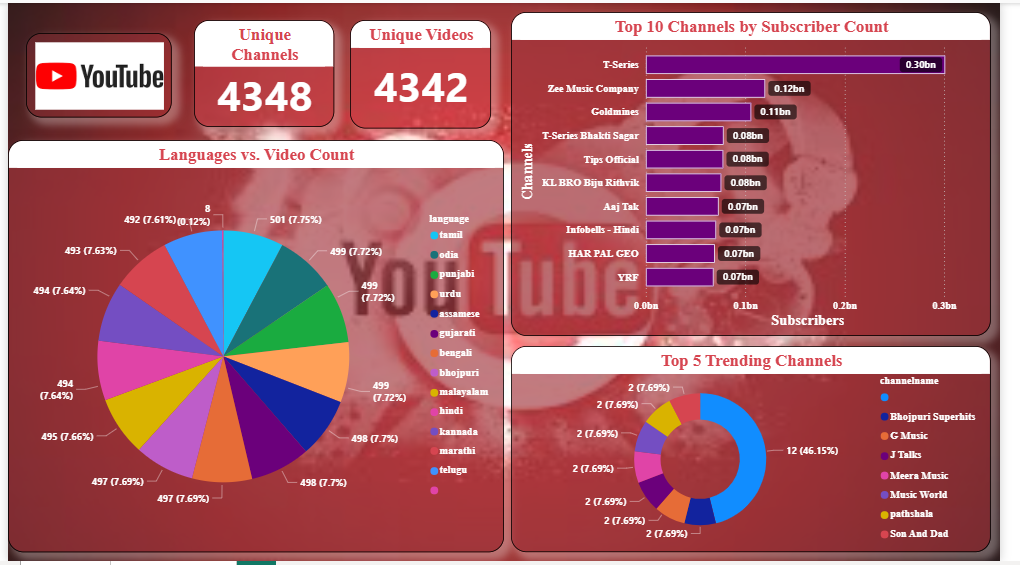 YouTube
Unique
Channels
4348
Unique Videos
4342
Languages vs. Video Count
8
(0.12%)
501 (7.75%)
499 (7.72%)
499
(7.72%)
499
(7.72%)
498 (7.7%)
498 (7.7%)
497 (7.69%)
497 (7.69%)
495 (7.66%)
494
(7.64%)
494 (7.64%)
493 (7.63%)
492 (7.61%)
language
tamil
odia
punjabi
urdu
assamese
gujarati
bengali
bhojpuri
malayalam
hindi
kannada
marathi
telugu
YouTube
Top 10 Channels by Subscriber Count
Channels
T-Series 0.30bn
Zee Music Company 0.12bn
Goldmines 0.11bn
T-Series Bhakti Sagar 0.08bn
Tips Official 0.08bn
KL BRO Biju Rithvik 0.08bn
Aaj Tak 0.07bn
Infobells - Hindi 0.07bn
HAR PAL GEO 0.07bn
YRF 0.07bn
0.0bn 0.1bn 0.2bn 0.3bn
Subscribers
Top 5 Trending Channels
12 (46.15%)
2 (7.69%)
2 (7.69%)
2 (7.69%)
2 (7.69%)
2 (7.69%)
2 (7.69%)
2 (7.69%)
channelname
Bhojpuri Superhits
G Music
J Talks
Meera Music
Music World
pathshala
Son And Dad